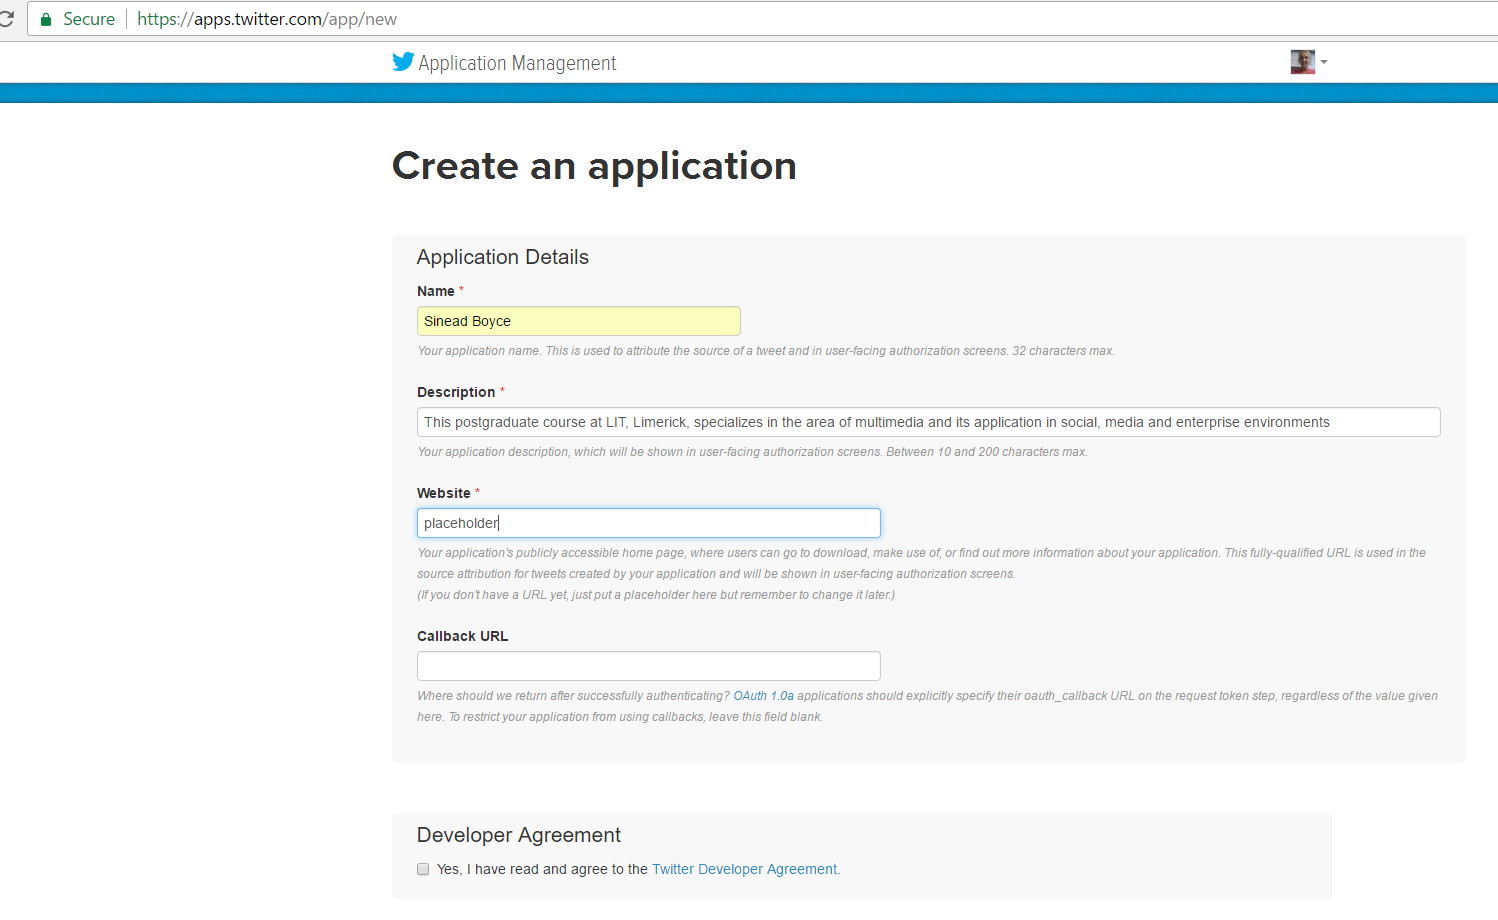 Secure https://apps.twitter.com/app/new
Application Management
Create an application
Application Details
Name *
Sinead Boyce
Your application name. This is used to attribute the source of a tweet and in user-facing authorization screens. 32 characters max.
Description *
This postgraduate course at LIT, Limerick, specializes in the area of multimedia and its application in social, media and enterprise environments
Your application description, which will be shown in user-facing authorization screens. Between 10 and 200 characters max.
Website *
placeholder
Your application's publicly accessible home page, where users can go to download, make use of, or find out more information about your application. This fully-qualified URL is used in the
source attribution for tweets created by your application and will be shown in user-facing authorization screens.
(If you don't have a URL yet, just put a placeholder here but remember to change it later.)
Callback URL
Where should we return after successfully authenticating? OAuth 1.0a applications should explicitly specify their oauth_callback URL on the request token step, regardless of the value given
here. To restrict your application from using callbacks, leave this field blank.
Developer Agreement
Yes, I have read and agree to the Twitter Developer Agreement.